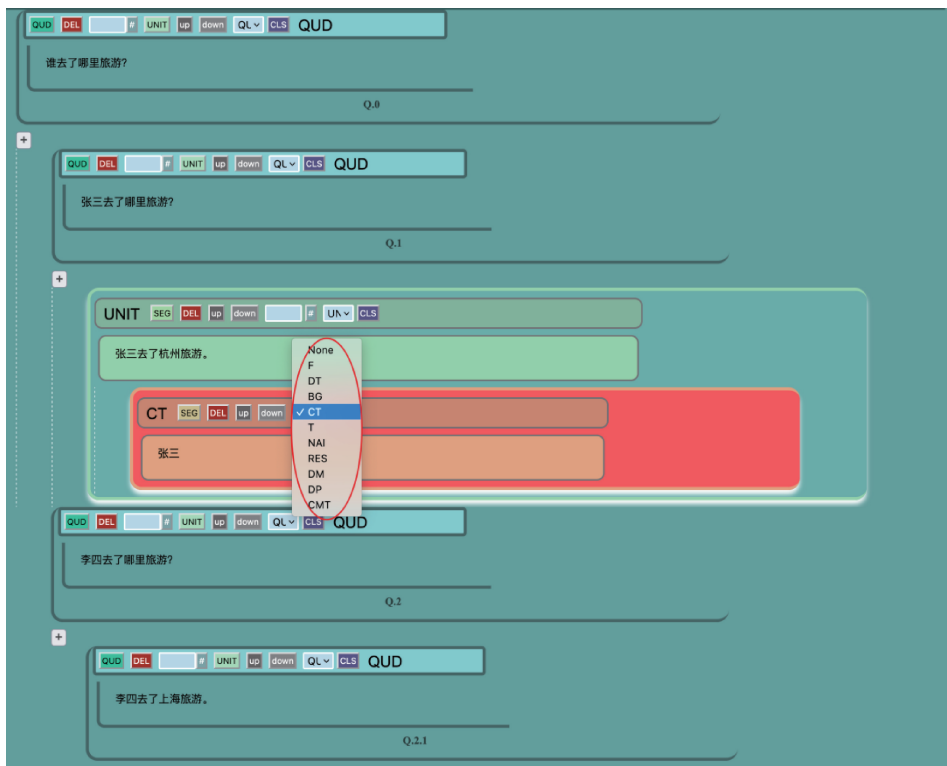 QUD DEL # UNIT up down QL CLS QUD
谁去了哪里旅游?
Q.0
+
QUD DEL # UNIT up down QL CLS QUD
张三去了哪里旅游?
Q.1
+
UNIT SEG DEL up down # UN CLS
张三去了杭州旅游。
None
F
DT
BG
CT SEG DEL up down ✓ CT
T
张三
NAI
RES
DM
DP
CMT
QUD DEL # UNIT up down QL CLS QUD
李四去了哪里旅游?
Q.2
+
QUD DEL # UNIT up down QL CLS QUD
李四去了上海旅游。
Q.2.1